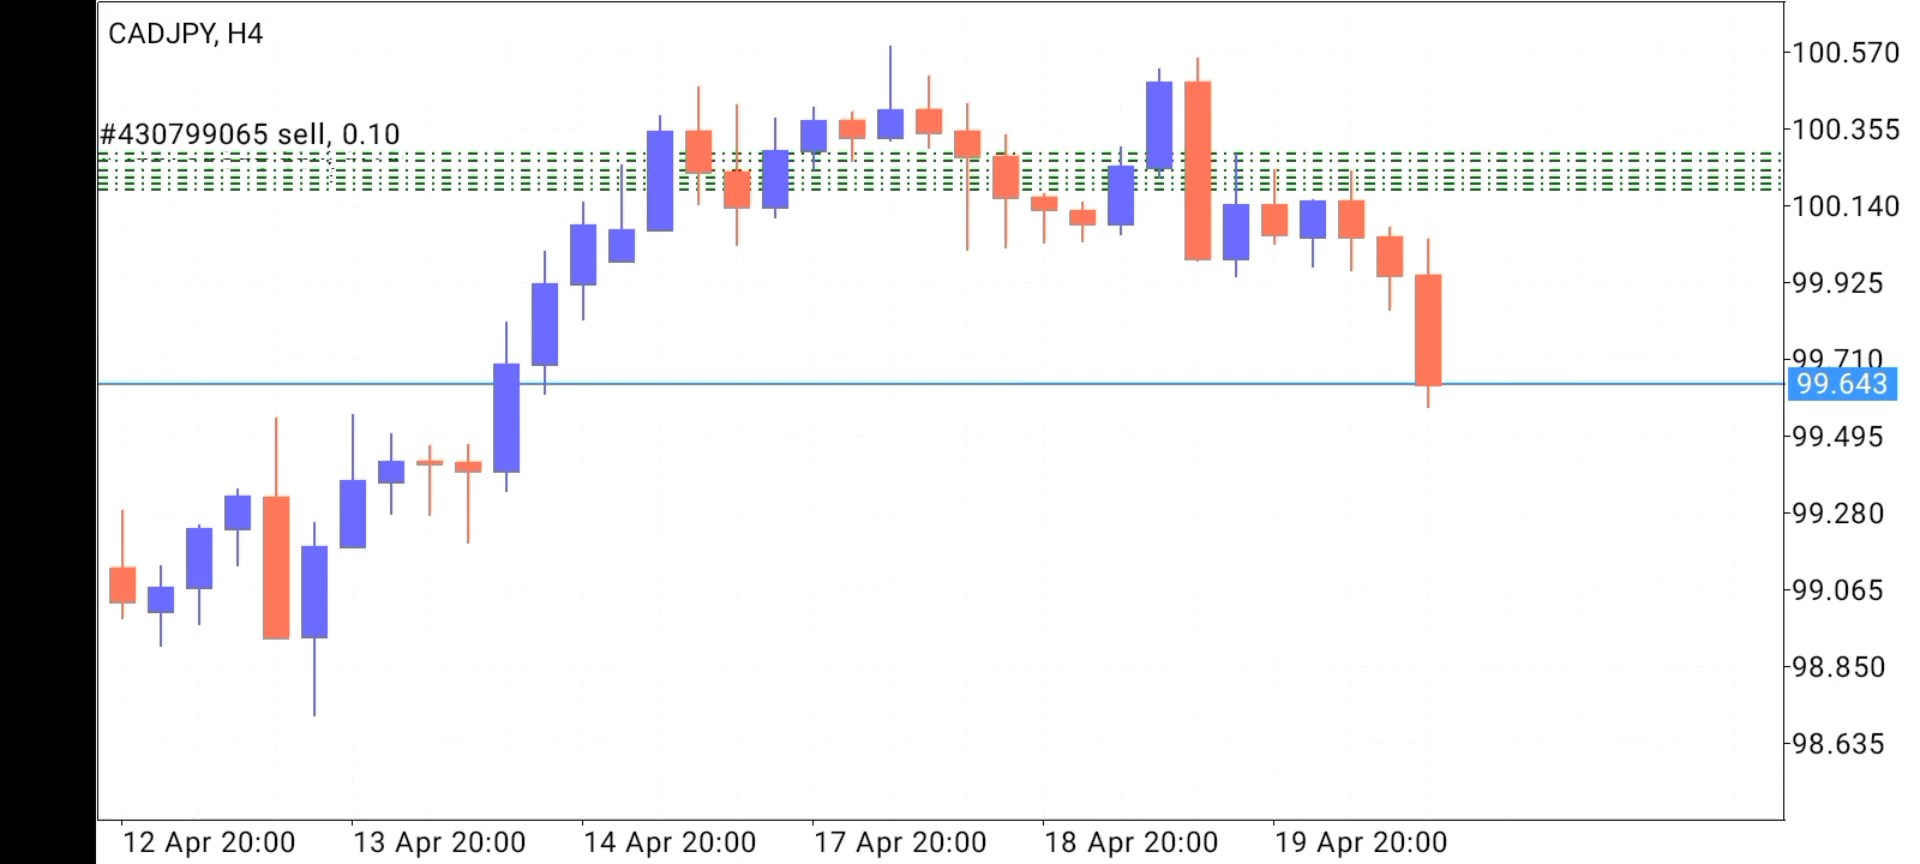 CADJPY, H4
100.570
#430799065 sell, 0.10
100.355
100.140
99.925
99.710
99.643
99.495
99.280
99.065
98.850
98.635
12 Apr 20:00
13 Apr 20:00
14 Apr 20:00
17 Apr 20:00
18 Apr 20:00
19 Apr 20:00